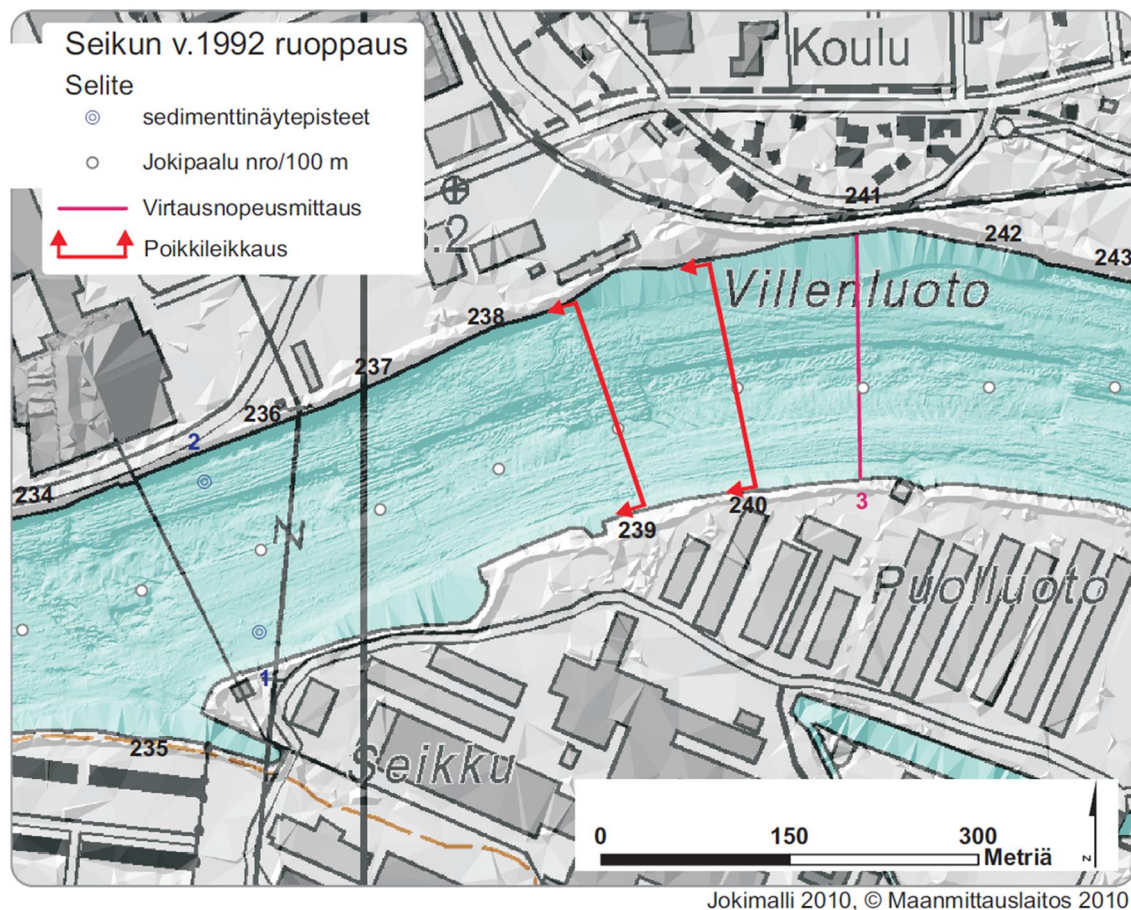 Seikun v.1992 ruoppaus
Selite
sedimenttinäytepisteet
Jokipaalu nro/100 m
Virtausnopeusmittaus
Poikkileikkaus
Koulu
241
242
243
.2
Villenluoto
238
237
236
2
234
239
240
3
Puolluoto
N
1
235
Seikku
0 150 300 Metriä
N
Jokimalli 2010, © Maanmittauslaitos 2010